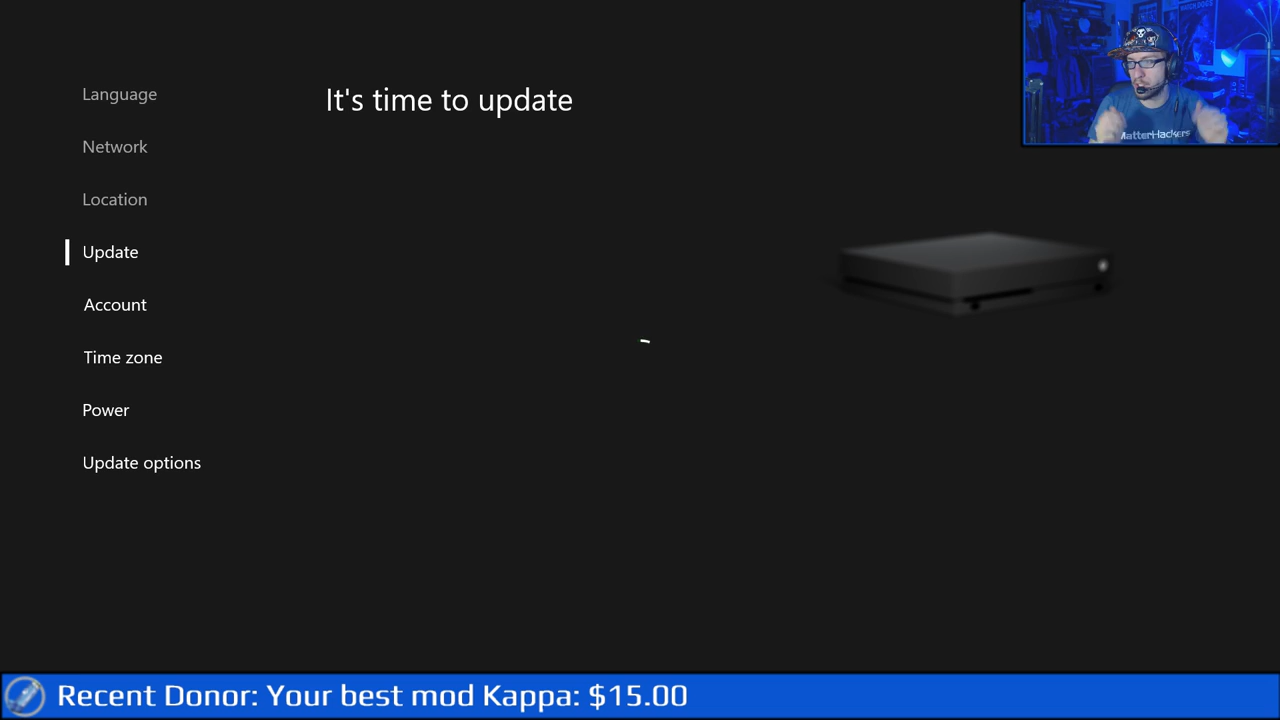 It's time to update
Language
Network
Location
Update
Account
Time zone
Power
Update options
MatterHackers
Recent Donor: Your best mod Kappa: $15.00